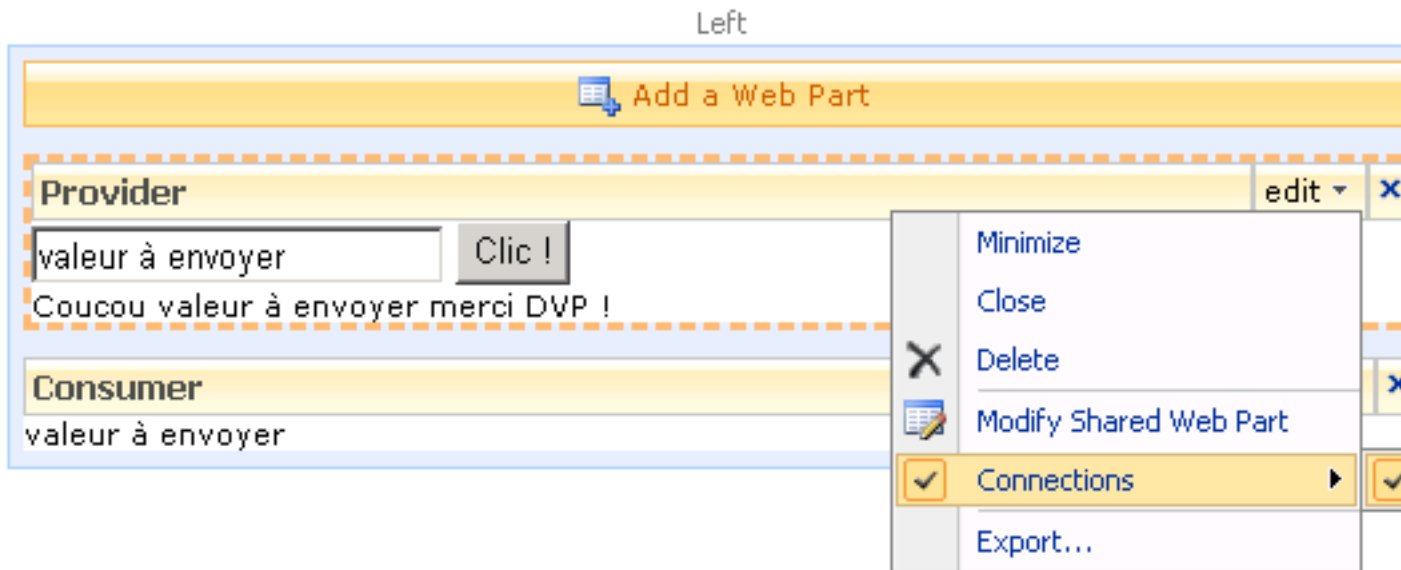 Left
Add a Web Part
Provider
edit
valeur à envoyer
Clic !
Coucou valeur à envoyer merci DVP !
Consumer
valeur à envoyer
Minimize
Close
Delete
Modify Shared Web Part
Connections
Export...